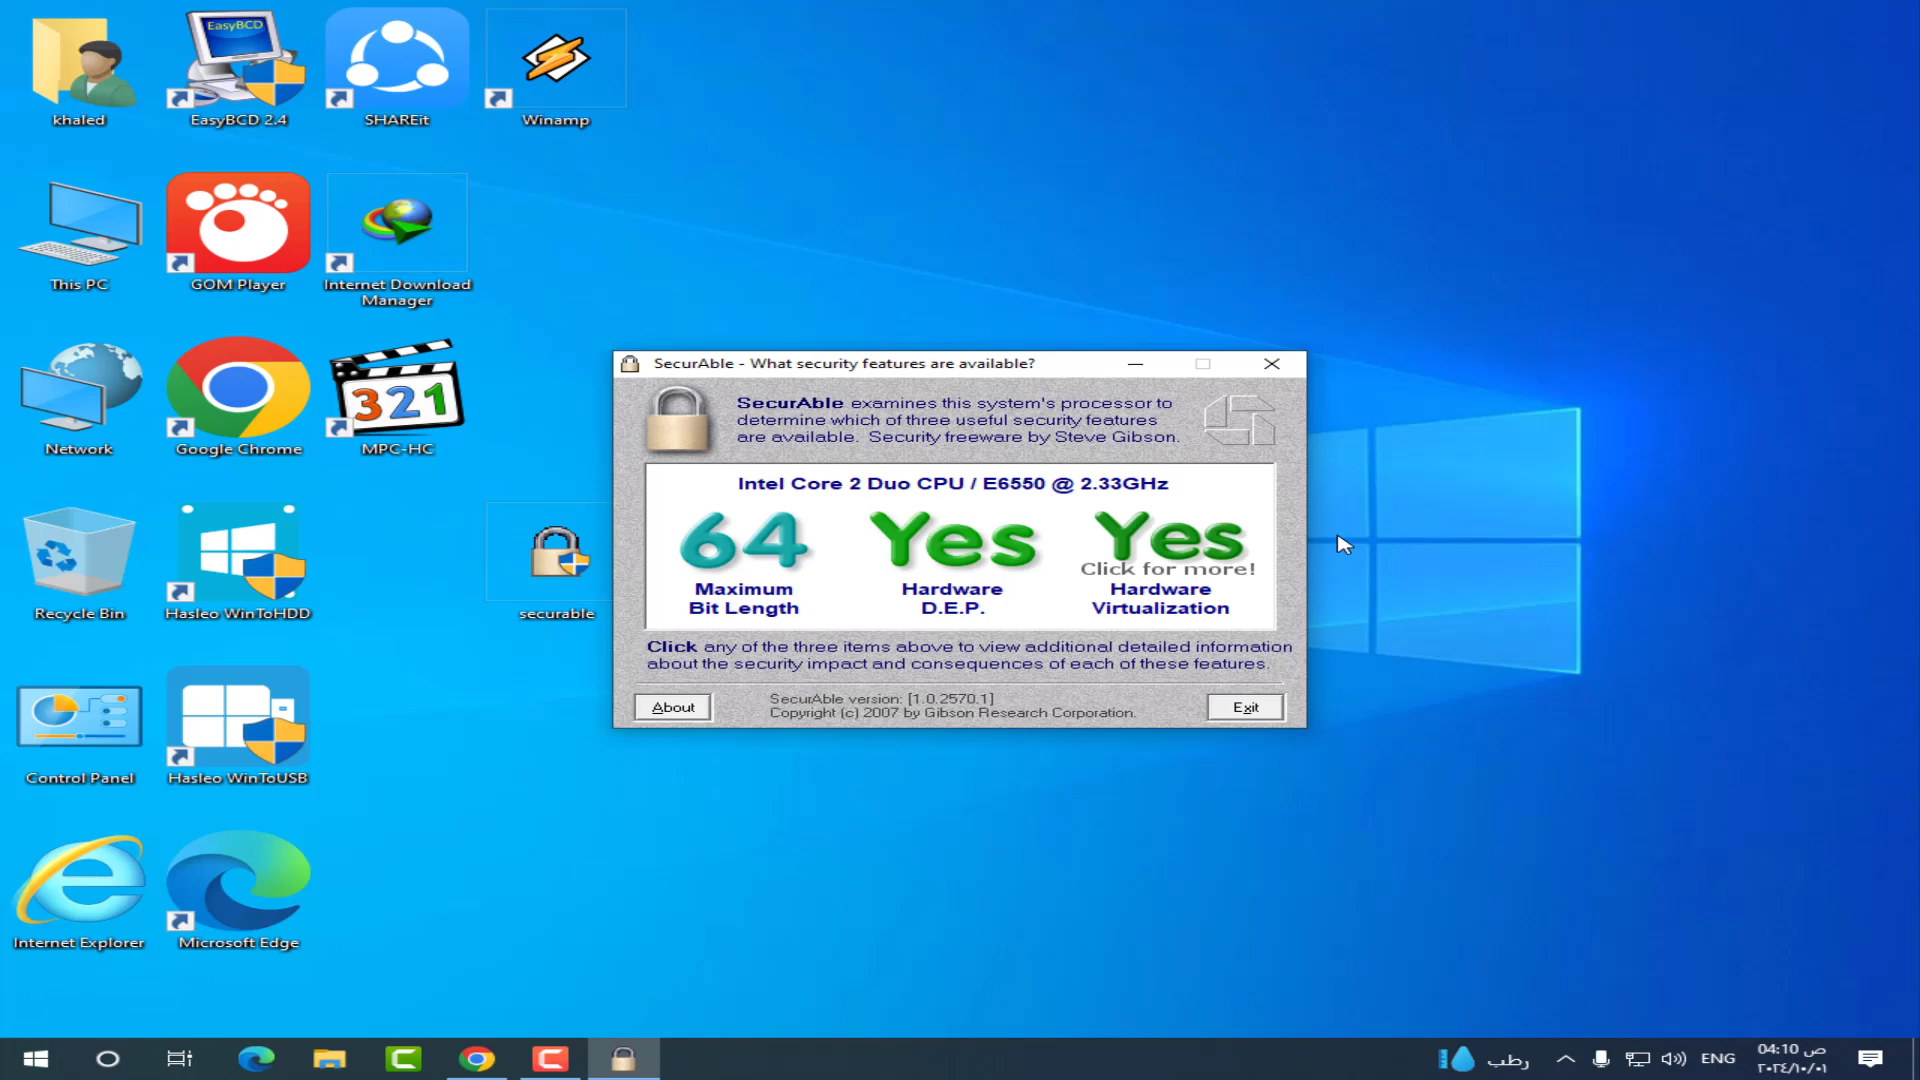 khaled
EasyBCD
EasyBCD 2.4
SHAREit
Winamp
This PC
GOM Player
Internet Download
Manager
Network
Google Chrome
321
MPC-HC
Recycle Bin
Hasleo WinToHDD
securable
Control Panel
Hasleo WinToUSB
Internet Explorer
Microsoft Edge
SecurAble - What security features are available?
SecurAble examines this system's processor to
determine which of three useful security features
are available. Security freeware by Steve Gibson.
Intel Core 2 Duo CPU / E6550 @ 2.33GHz
64 Yes Yes
Click for more!
Maximum Hardware Hardware
Bit Length D.E.P. Virtualization
Click any of the three items above to view additional detailed information
about the security impact and consequences of each of these features.
About
SecurAble version: [1.0.2570.1]
Copyright (c) 2007 by Gibson Research Corporation.
Exit
رطب
ENG
04:10 ص
٢٠٢٤/١٠/٠١